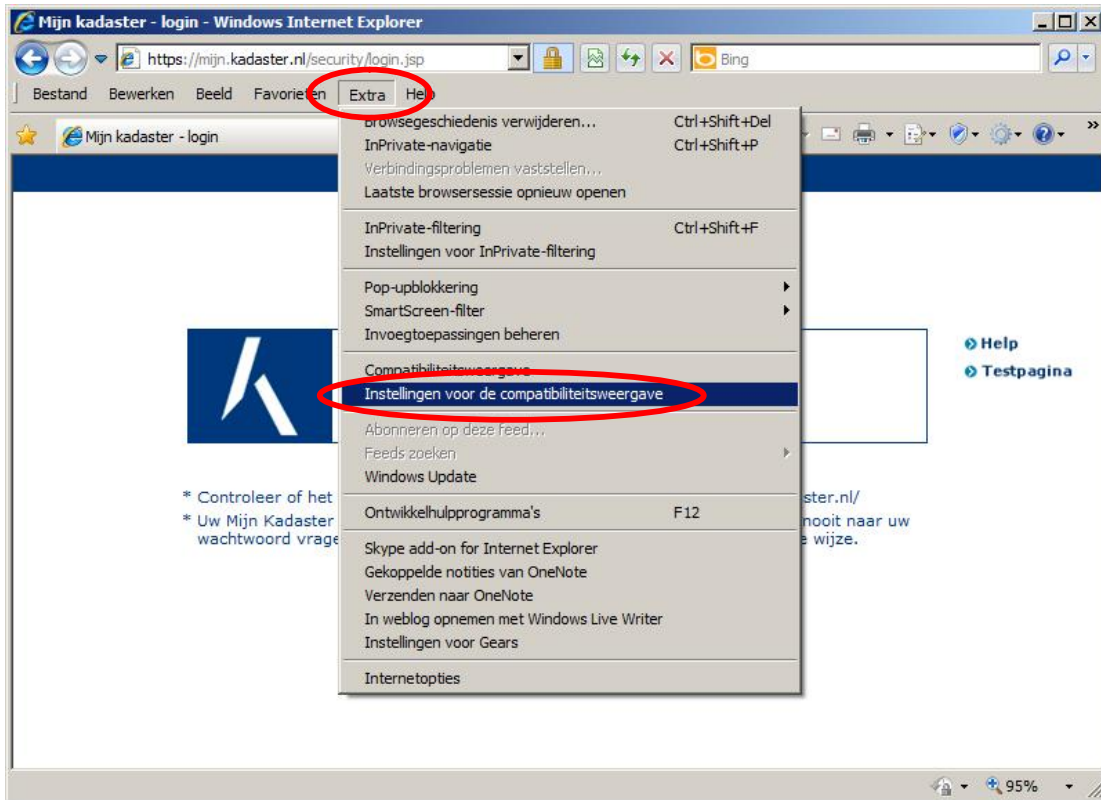 Mijn kadaster - login - Windows Internet Explorer
https://mijn.kadaster.nl/security/login.jsp
Bing
Bestand Bewerken Beeld Favorieten Extra Help
Mijn kadaster - login
Browsegeschiedenis verwijderen... Ctrl+Shift+Del
InPrivate-navigatie Ctrl+Shift+P
Verbindingsproblemen vaststellen...
Laatste browsersessie opnieuw openen
InPrivate-filtering Ctrl+Shift+F
Instellingen voor InPrivate-filtering
Pop-upblokkering
SmartScreen-filter
Invoegtoepassingen beheren
Compatibiliteitsweergave
Instellingen voor de compatibiliteitsweergave
Abonneren op deze feed...
Feeds zoeken
Windows Update
Ontwikkelhulpprogramma's F12
Skype add-on for Internet Explorer
Gekoppelde notities van OneNote
Verzenden naar OneNote
In weblog opnemen met Windows Live Writer
Instellingen voor Gears
Internetopties
Help
Testpagina
* Controleer of het ster.nl/
* Uw Mijn Kadaster nooit naar uw
wachtwoord vrage wijze.
95%